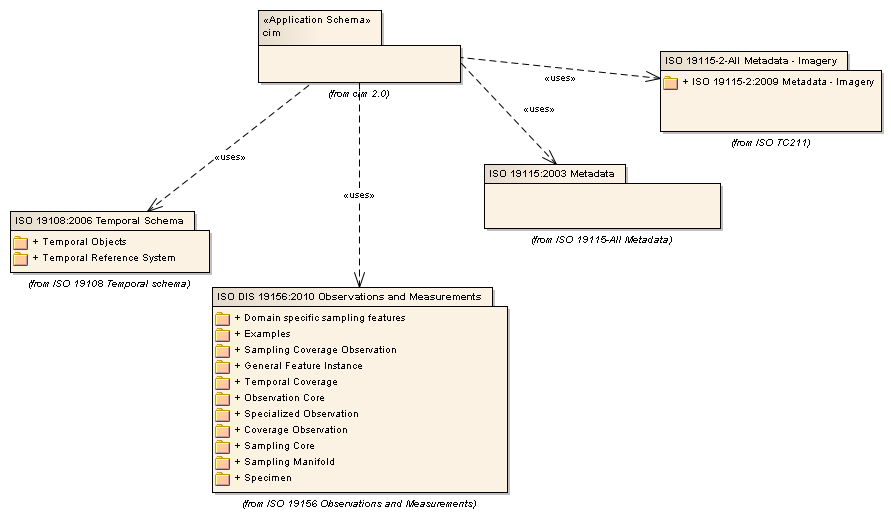 «Application Schema»
cim
(from cim 2.0)
«uses»
«uses»
«uses»
«uses»
ISO 19115-2-All Metadata - Imagery
+ ISO 19115-2:2009 Metadata - Imagery
(from ISO TC211)
ISO 19115:2003 Metadata
(from ISO 19115-All Metadata)
ISO 19108:2006 Temporal Schema
+ Temporal Objects
+ Temporal Reference System
(from ISO 19108 Temporal schema)
ISO DIS 19156:2010 Observations and Measurements
+ Domain specific sampling features
+ Examples
+ Sampling Coverage Observation
+ General Feature Instance
+ Temporal Coverage
+ Observation Core
+ Specialized Observation
+ Coverage Observation
+ Sampling Core
+ Sampling Manifold
+ Specimen
(from ISO 19156 Observations and Measurements)